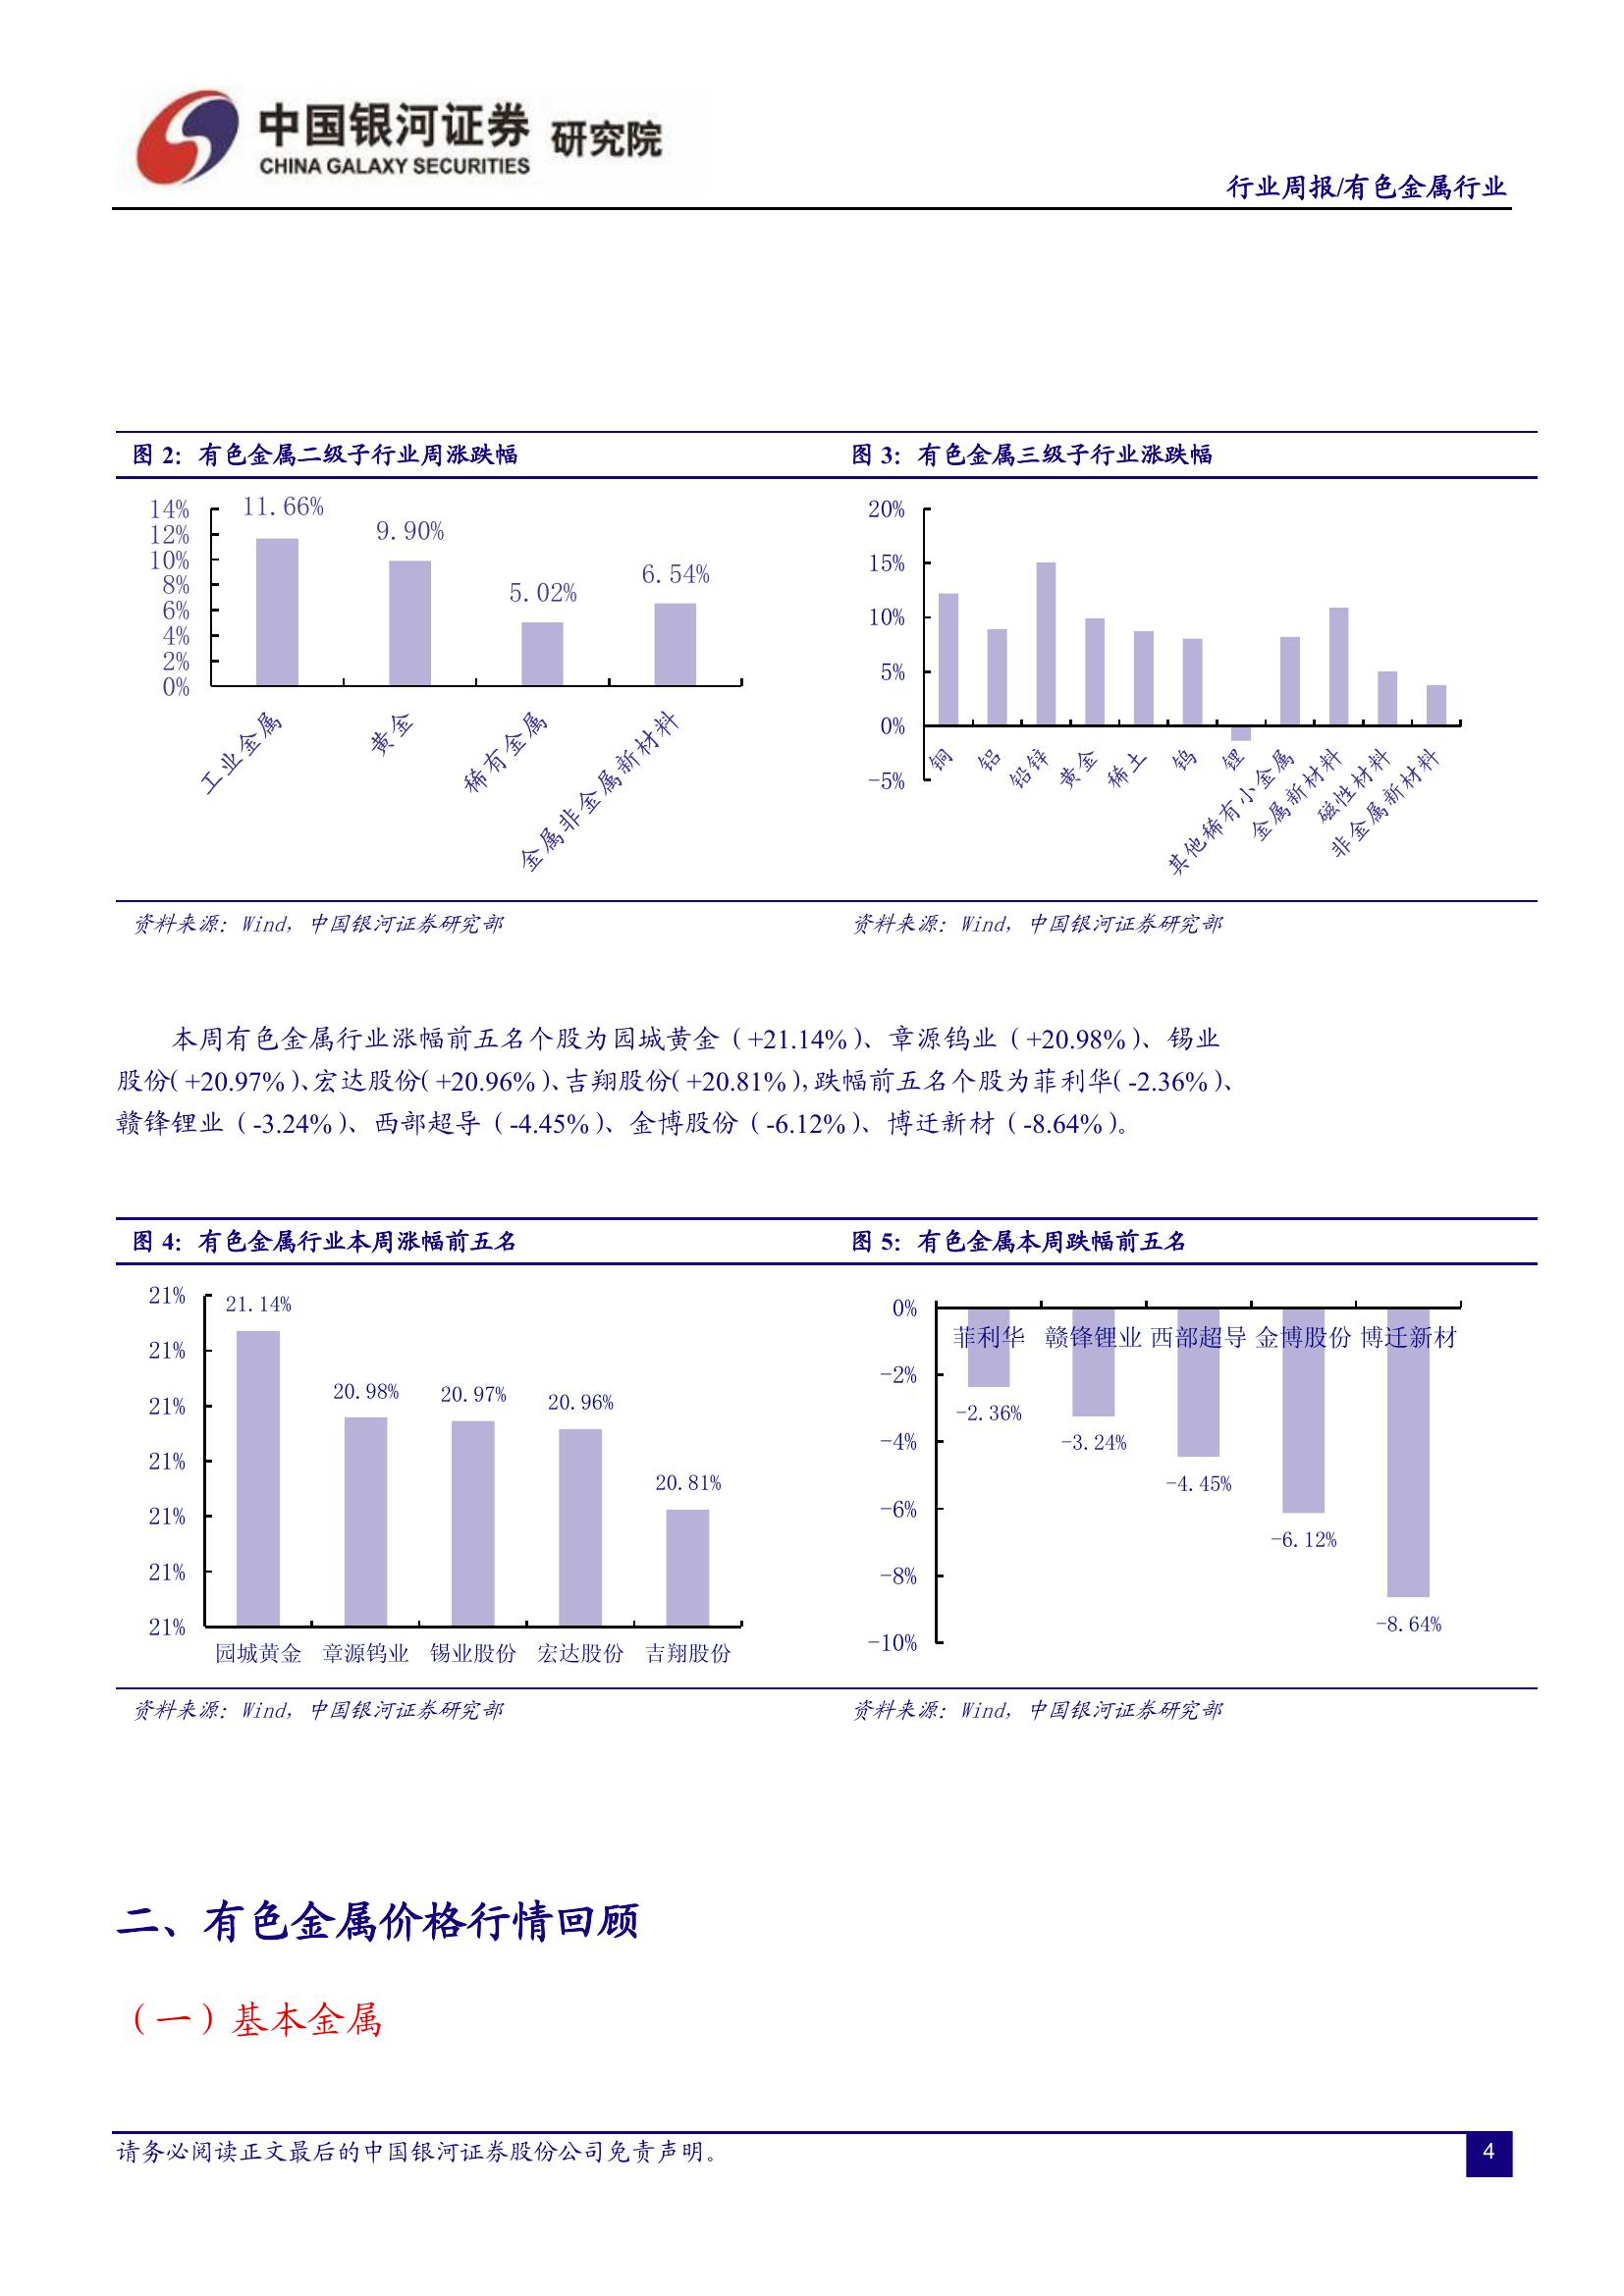 中国银河证券 研究院
CHINA GALAXY SECURITIES
行业周报/有色金属行业
图 2：有色金属二级子行业周涨跌幅
14%
12%
10%
8%
6%
4%
2%
0%
11.66%
9.90%
5.02%
6.54%
工业金属
黄金
稀有金属
金属非金属新材料
资料来源：Wind，中国银河证券研究部
图 3：有色金属三级子行业涨跌幅
20%
15%
10%
5%
0%
-5%
铜
铝
铅锌
黄金
稀土
钨
锂
其他稀有小金属
金属新材料
磁性材料
非金属新材料
资料来源：Wind，中国银河证券研究部
本周有色金属行业涨幅前五名个股为园城黄金（+21.14%）、章源钨业（+20.98%）、锡业
股份（+20.97%）、宏达股份（+20.96%）、吉翔股份（+20.81%），跌幅前五名个股为菲利华（-2.36%）、
赣锋锂业（-3.24%）、西部超导（-4.45%）、金博股份（-6.12%）、博迁新材（-8.64%）。
图 4：有色金属行业本周涨幅前五名
21%
21%
21%
21%
21%
21%
21%
21.14%
20.98%
20.97%
20.96%
20.81%
园城黄金 章源钨业 锡业股份 宏达股份 吉翔股份
资料来源：Wind，中国银河证券研究部
图 5：有色金属本周跌幅前五名
0%
-2%
-4%
-6%
-8%
-10%
菲利华 赣锋锂业 西部超导 金博股份 博迁新材
-2.36%
-3.24%
-4.45%
-6.12%
-8.64%
资料来源：Wind，中国银河证券研究部
二、有色金属价格行情回顾
（一）基本金属
请务必阅读正文最后的中国银河证券股份公司免责声明。
4